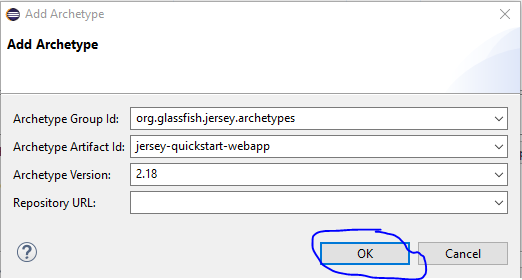 Add Archetype
Add Archetype
Archetype Group Id: org.glassfish.jersey.archetypes
Archetype Artifact Id: jersey-quickstart-webapp
Archetype Version: 2.18
Repository URL:
? OK Cancel